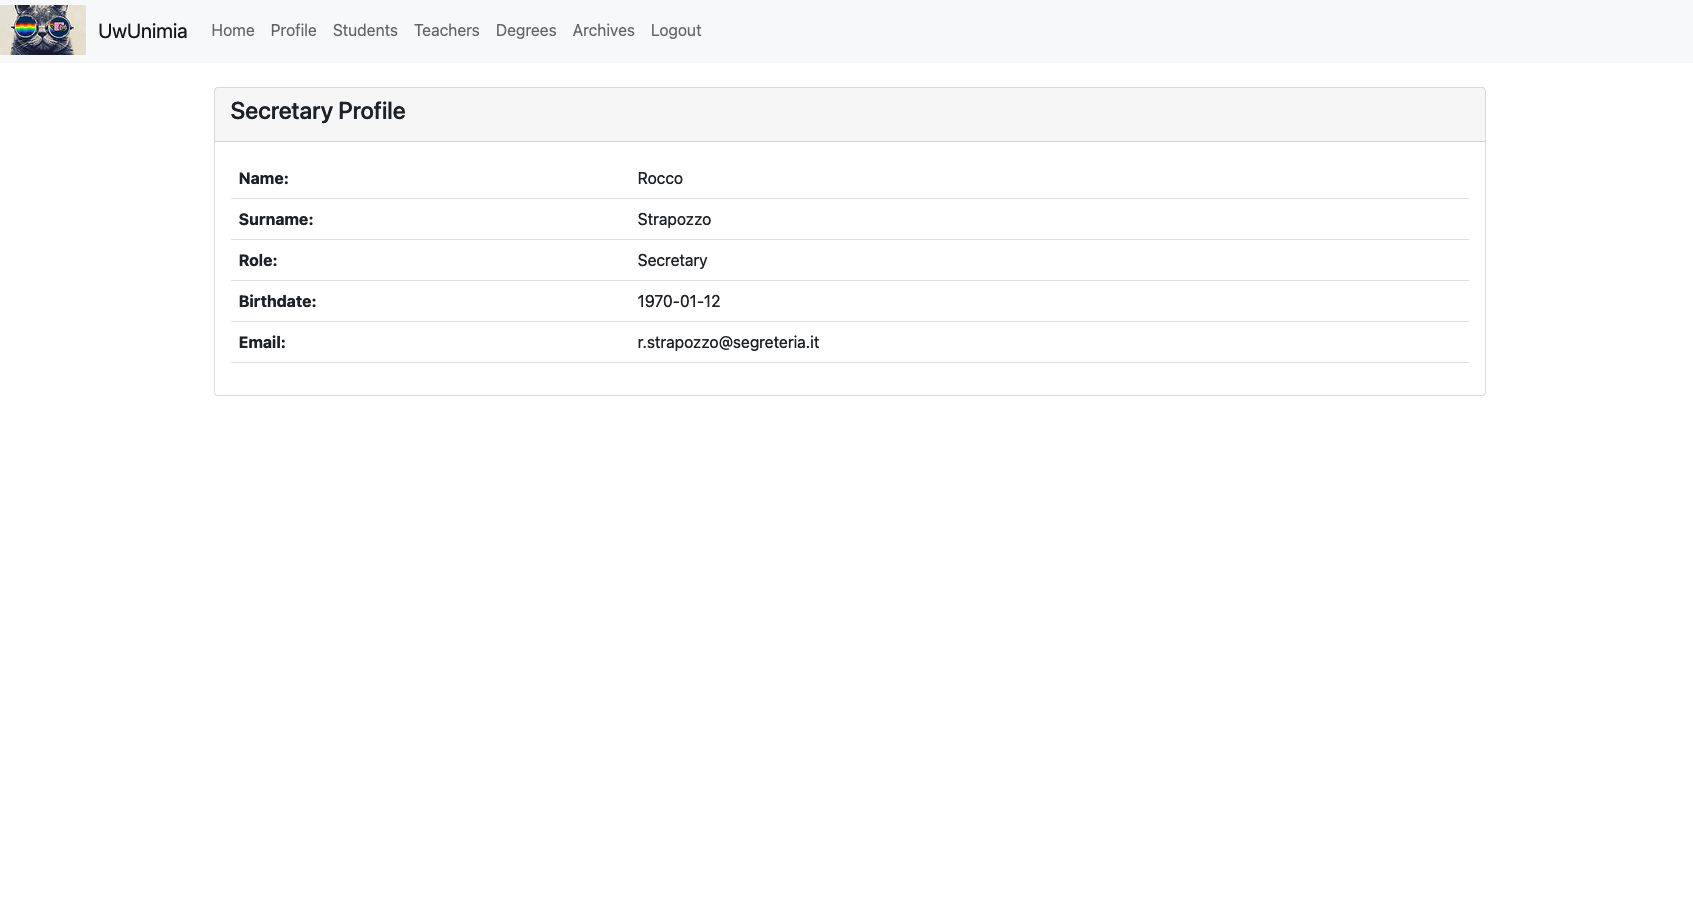 UwUnimia Home Profile Students Teachers Degrees Archives Logout
Secretary Profile
Name: Rocco
Surname: Strapozzo
Role: Secretary
Birthdate: 1970-01-12
Email: r.strapozzo@segreteria.it